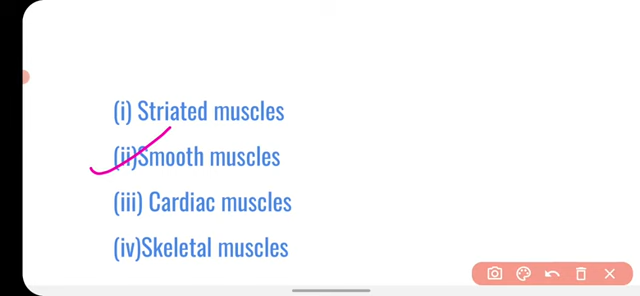 (i) Striated muscles
(ii)Smooth muscles
(iii) Cardiac muscles
(iv)Skeletal muscles